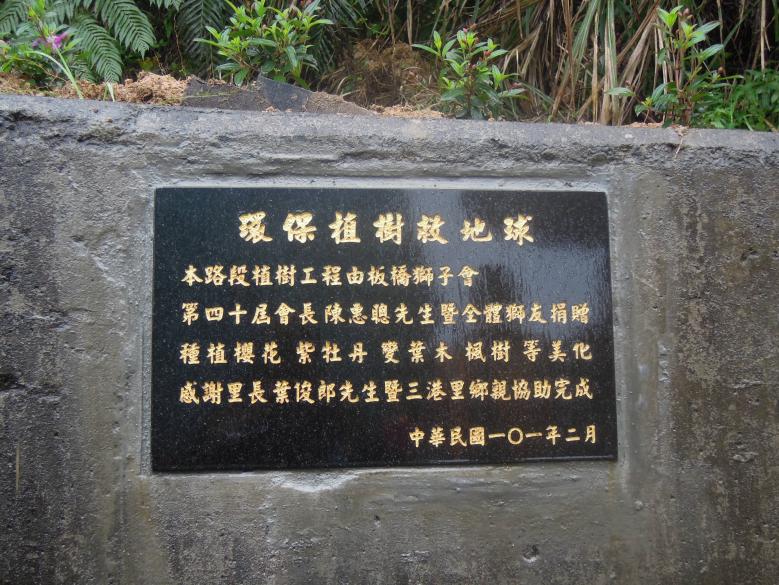 環保植樹救地球
本路段植樹工程由板橋獅子會
第四十屆會長陳惠聰先生暨全體獅友捐贈
種植櫻花 紫牡丹 變葉木 楓樹 等美化
感謝里長葉俊郎先生暨三港里鄉親協助完成
中華民國一〇一年二月